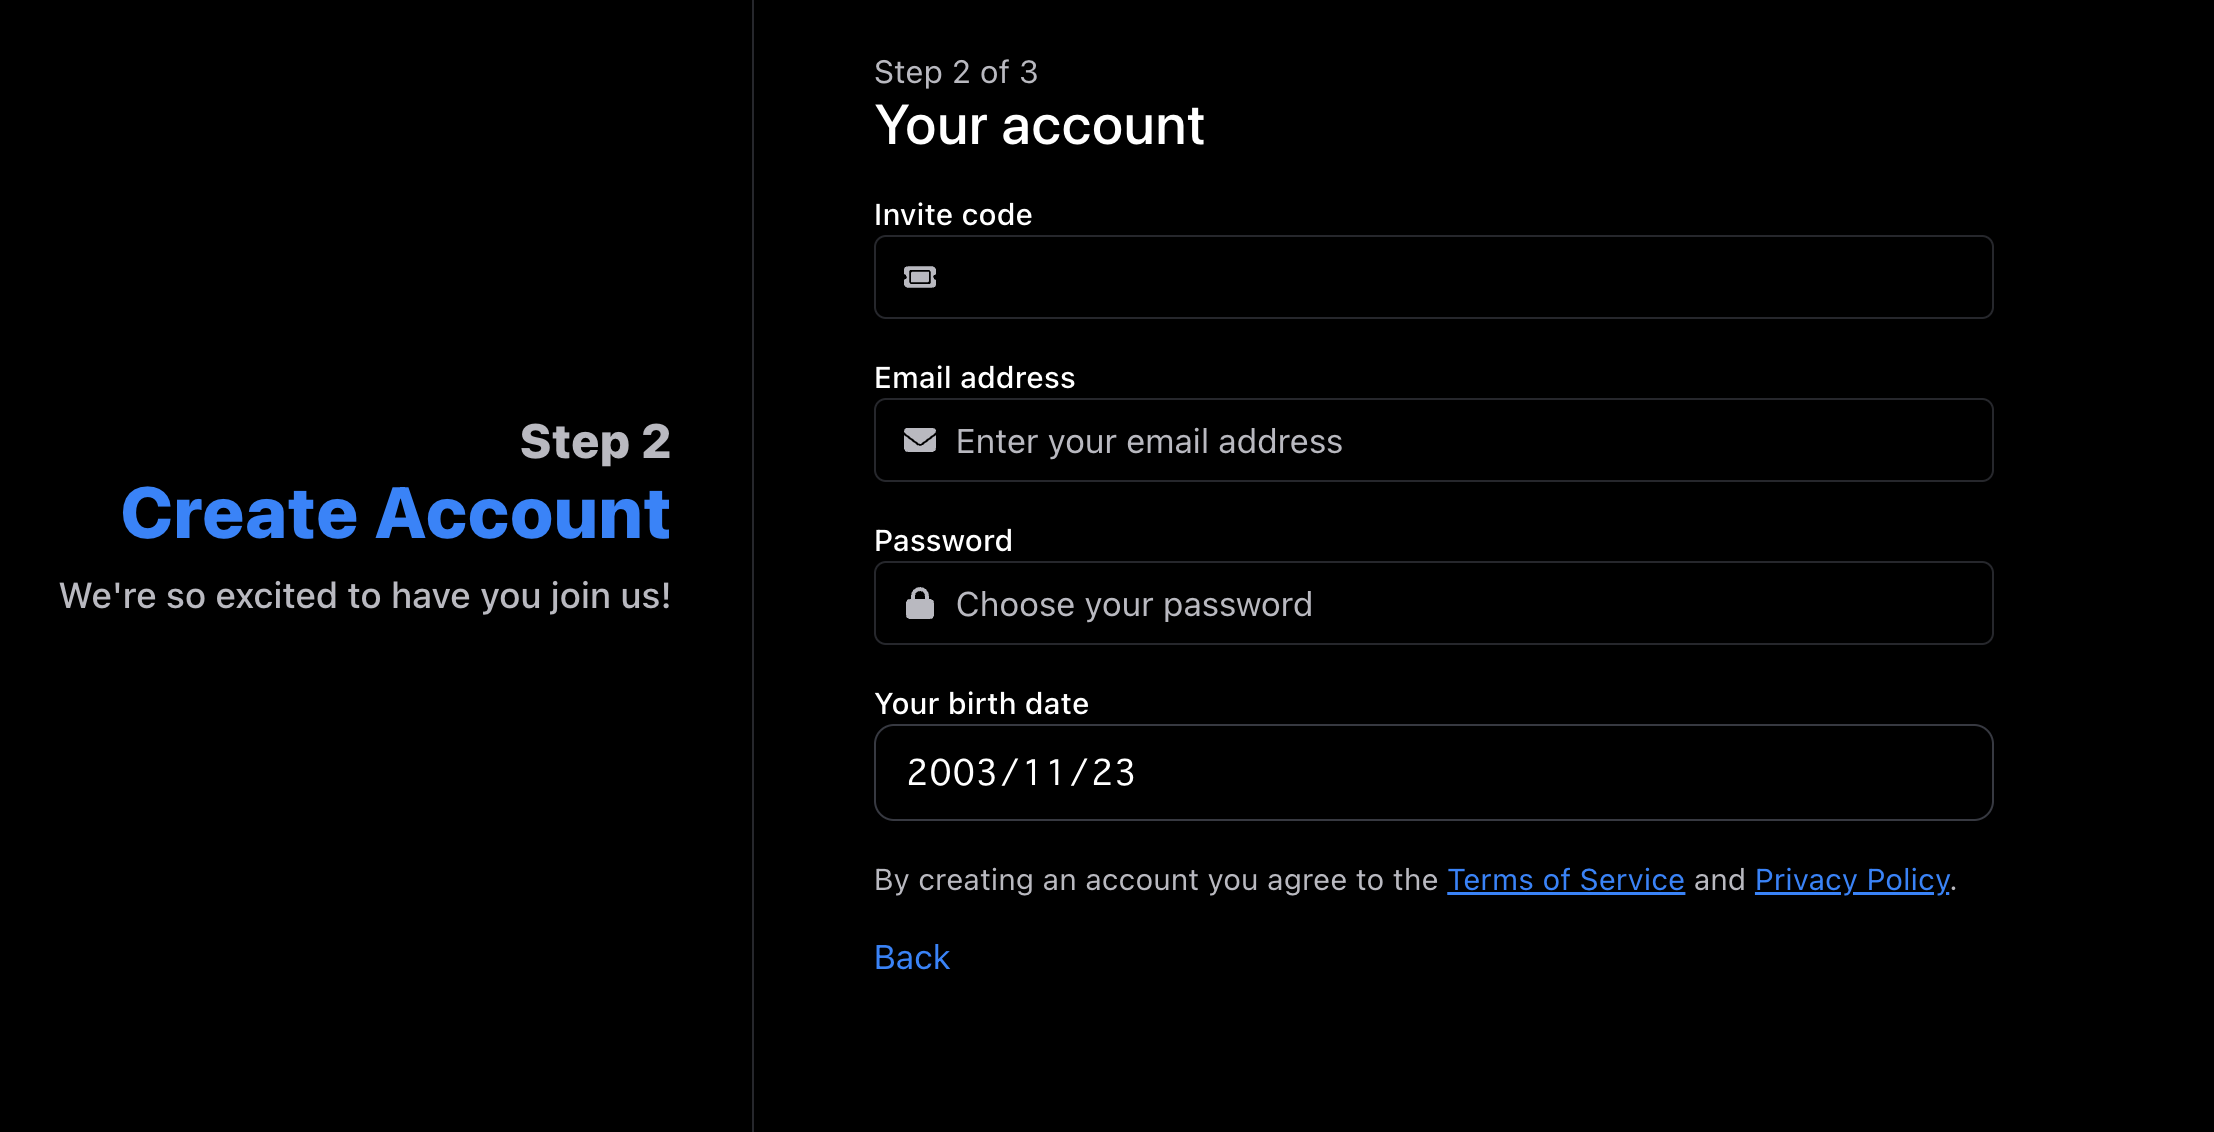 Step 2
Create Account
We're so excited to have you join us!
Step 2 of 3
Your account
Invite code
Email address
Enter your email address
Password
Choose your password
Your birth date
2003/11/23
By creating an account you agree to the Terms of Service and Privacy Policy.
Back